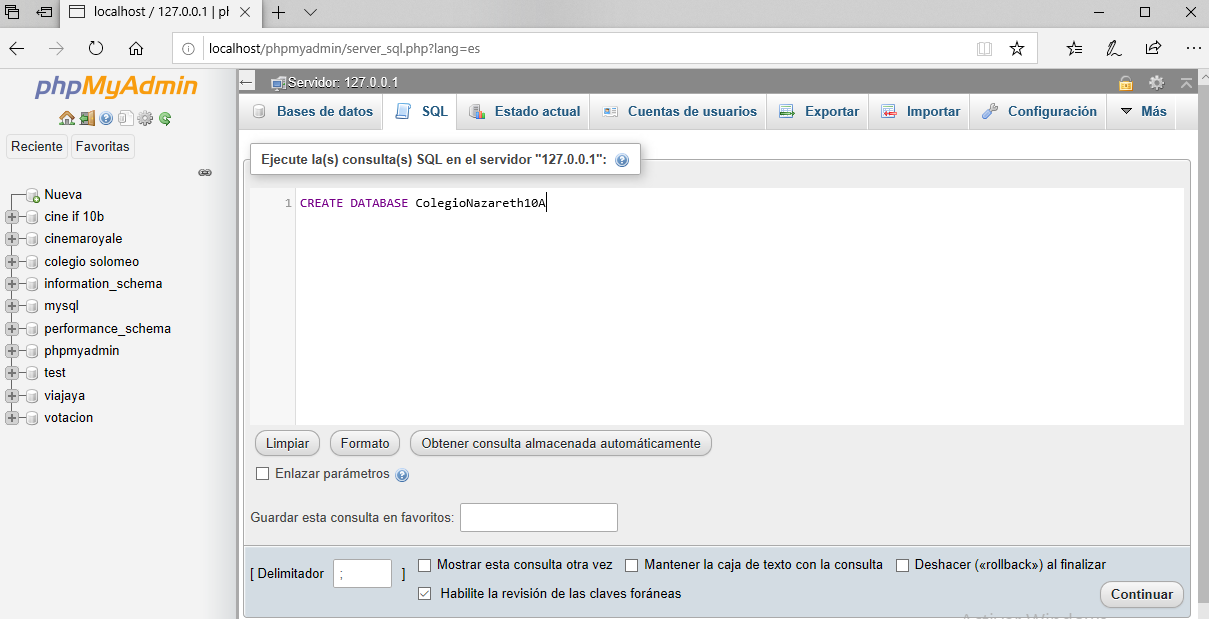 localhost / 127.0.0.1 | pl
localhost/phpmyadmin/server_sql.php?lang=es
phpMyAdmin
Reciente Favoritas
Nueva
cine if 10b
cinemaroyale
colegio solomeo
information_schema
mysql
performance_schema
phpmyadmin
test
viajaya
votacion
Servidor: 127.0.0.1
Bases de datos SQL Estado actual Cuentas de usuarios Exportar Importar Configuración Más
Ejecute la(s) consulta(s) SQL en el servidor "127.0.0.1":
1 CREATE DATABASE ColegioNazareth10A
Limpiar Formato Obtener consulta almacenada automáticamente
Enlazar parámetros
Guardar esta consulta en favoritos:
[ Delimitador ; ] Mostrar esta consulta otra vez Mantener la caja de texto con la consulta Deshacer («rollback») al finalizar
Habilite la revisión de las claves foráneas
Continuar